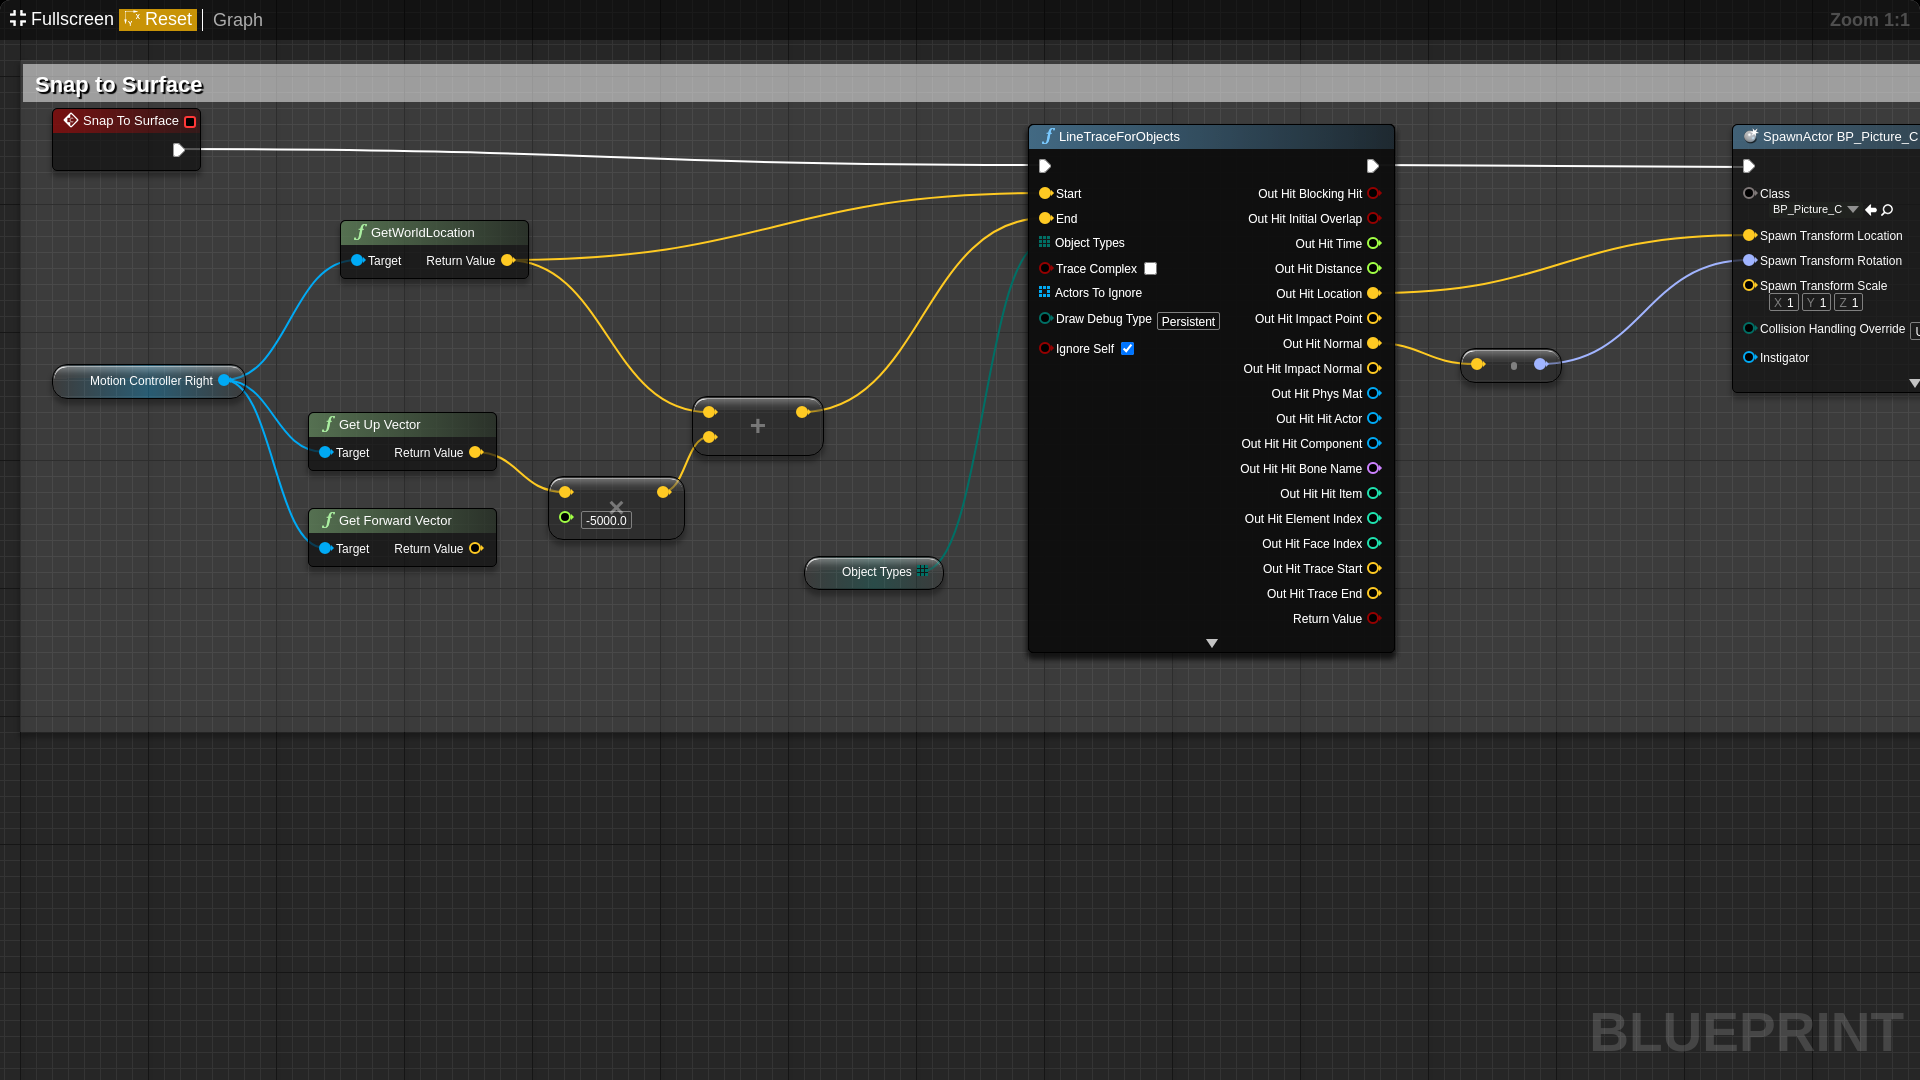 Fullscreen Reset Graph
Zoom 1:1
Snap to Surface
Snap To Surface
GetWorldLocation
Target Return Value
Motion Controller Right
Get Up Vector
Target Return Value
Get Forward Vector
Target Return Value
-5000.0
+
Object Types
LineTraceForObjects
Start
End
Object Types
Trace Complex
Actors To Ignore
Draw Debug Type Persistent
Ignore Self
Out Hit Blocking Hit
Out Hit Initial Overlap
Out Hit Time
Out Hit Distance
Out Hit Location
Out Hit Impact Point
Out Hit Normal
Out Hit Impact Normal
Out Hit Phys Mat
Out Hit Hit Actor
Out Hit Hit Component
Out Hit Hit Bone Name
Out Hit Hit Item
Out Hit Element Index
Out Hit Face Index
Out Hit Trace Start
Out Hit Trace End
Return Value
SpawnActor BP_Picture_C
Class
BP_Picture_C
Spawn Transform Location
Spawn Transform Rotation
Spawn Transform Scale
X 1 Y 1 Z 1
Collision Handling Override
Instigator
BLUEPRINT